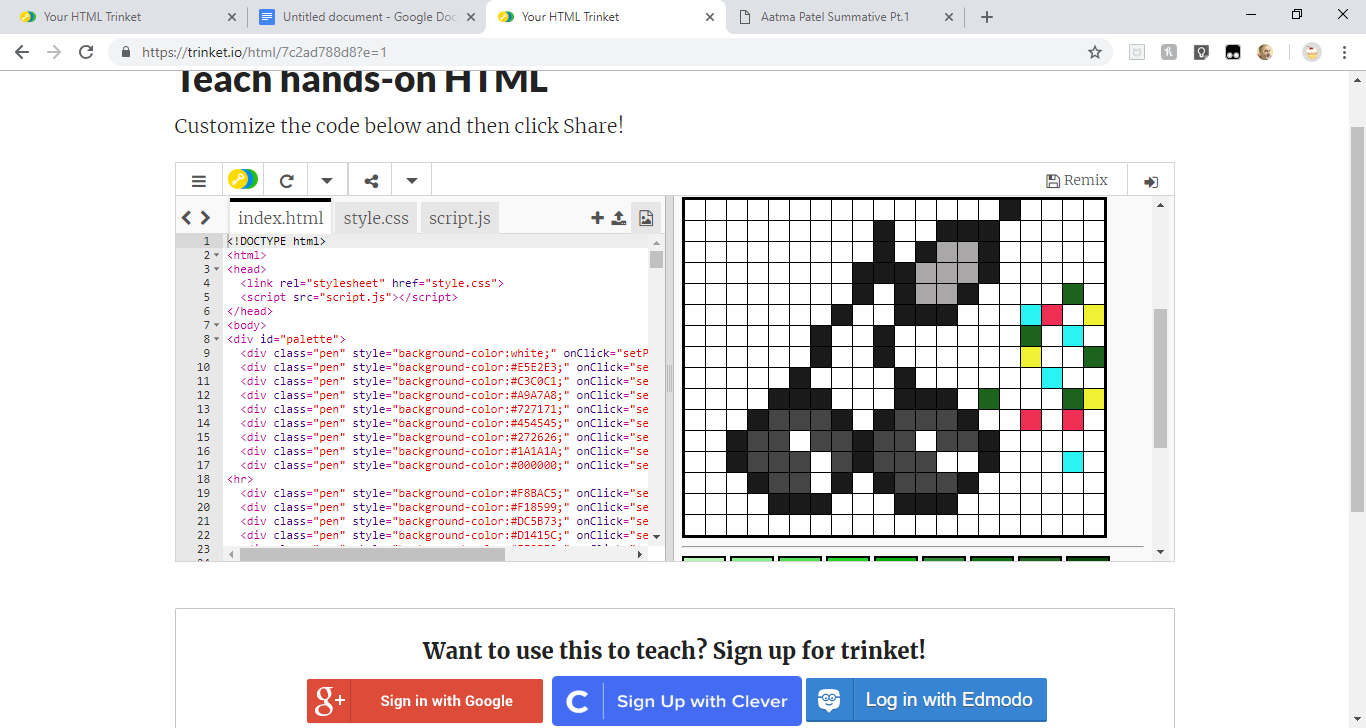 Your HTML Trinket
Untitled document - Google Doc
Your HTML Trinket
Aatma Patel Summative Pt.1
https://trinket.io/html/7c2ad788d8?e=1
Teach hands-on HTML
Customize the code below and then click Share!
Remix
index.html
style.css
script.js
1 <!DOCTYPE html>
2 <html>
3 <head>
4 <link rel="stylesheet" href="style.css">
5 <script src="script.js"></script>
6 </head>
7 <body>
8 <div id="palette">
9 <div class="pen" style="background-color:white;" onClick="setP
10 <div class="pen" style="background-color:#E5E2E3;" onClick="se
11 <div class="pen" style="background-color:#C3C0C1;" onClick="se
12 <div class="pen" style="background-color:#A9A7A8;" onClick="se
13 <div class="pen" style="background-color:#727171;" onClick="se
14 <div class="pen" style="background-color:#454545;" onClick="se
15 <div class="pen" style="background-color:#272626;" onClick="se
16 <div class="pen" style="background-color:#1A1A1A;" onClick="se
17 <div class="pen" style="background-color:#000000;" onClick="se
18 <hr>
19 <div class="pen" style="background-color:#F8BAC5;" onClick="se
20 <div class="pen" style="background-color:#F18599;" onClick="se
21 <div class="pen" style="background-color:#DC5B73;" onClick="se
22 <div class="pen" style="background-color:#D1415C;" onClick="se
23
Want to use this to teach? Sign up for trinket!
g+ Sign in with Google
C Sign Up with Clever
Log in with Edmodo